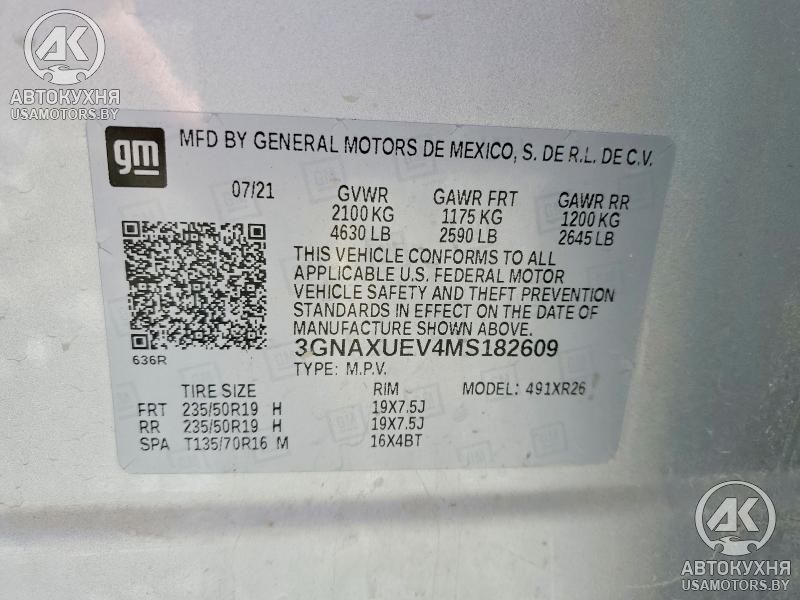 АК
АВТОКУХНЯ
USAMOTORS.BY
gm
MFD BY GENERAL MOTORS DE MEXICO, S. DE R.L. DE C.V.
07/21 GVWR GAWR FRT GAWR RR
2100 KG 1175 KG 1200 KG
4630 LB 2590 LB 2645 LB
THIS VEHICLE CONFORMS TO ALL
APPLICABLE U.S. FEDERAL MOTOR
VEHICLE SAFETY AND THEFT PREVENTION
STANDARDS IN EFFECT ON THE DATE OF
MANUFACTURE SHOWN ABOVE.
636R
3GNAXUEV4MS182609
TYPE: M.P.V.
TIRE SIZE RIM MODEL: 491XR26
FRT 235/50R19 H 19X7.5J
RR 235/50R19 H 19X7.5J
SPA T135/70R16 M 16X4BT
АК
АВТОКУХНЯ
USAMOTORS.BY